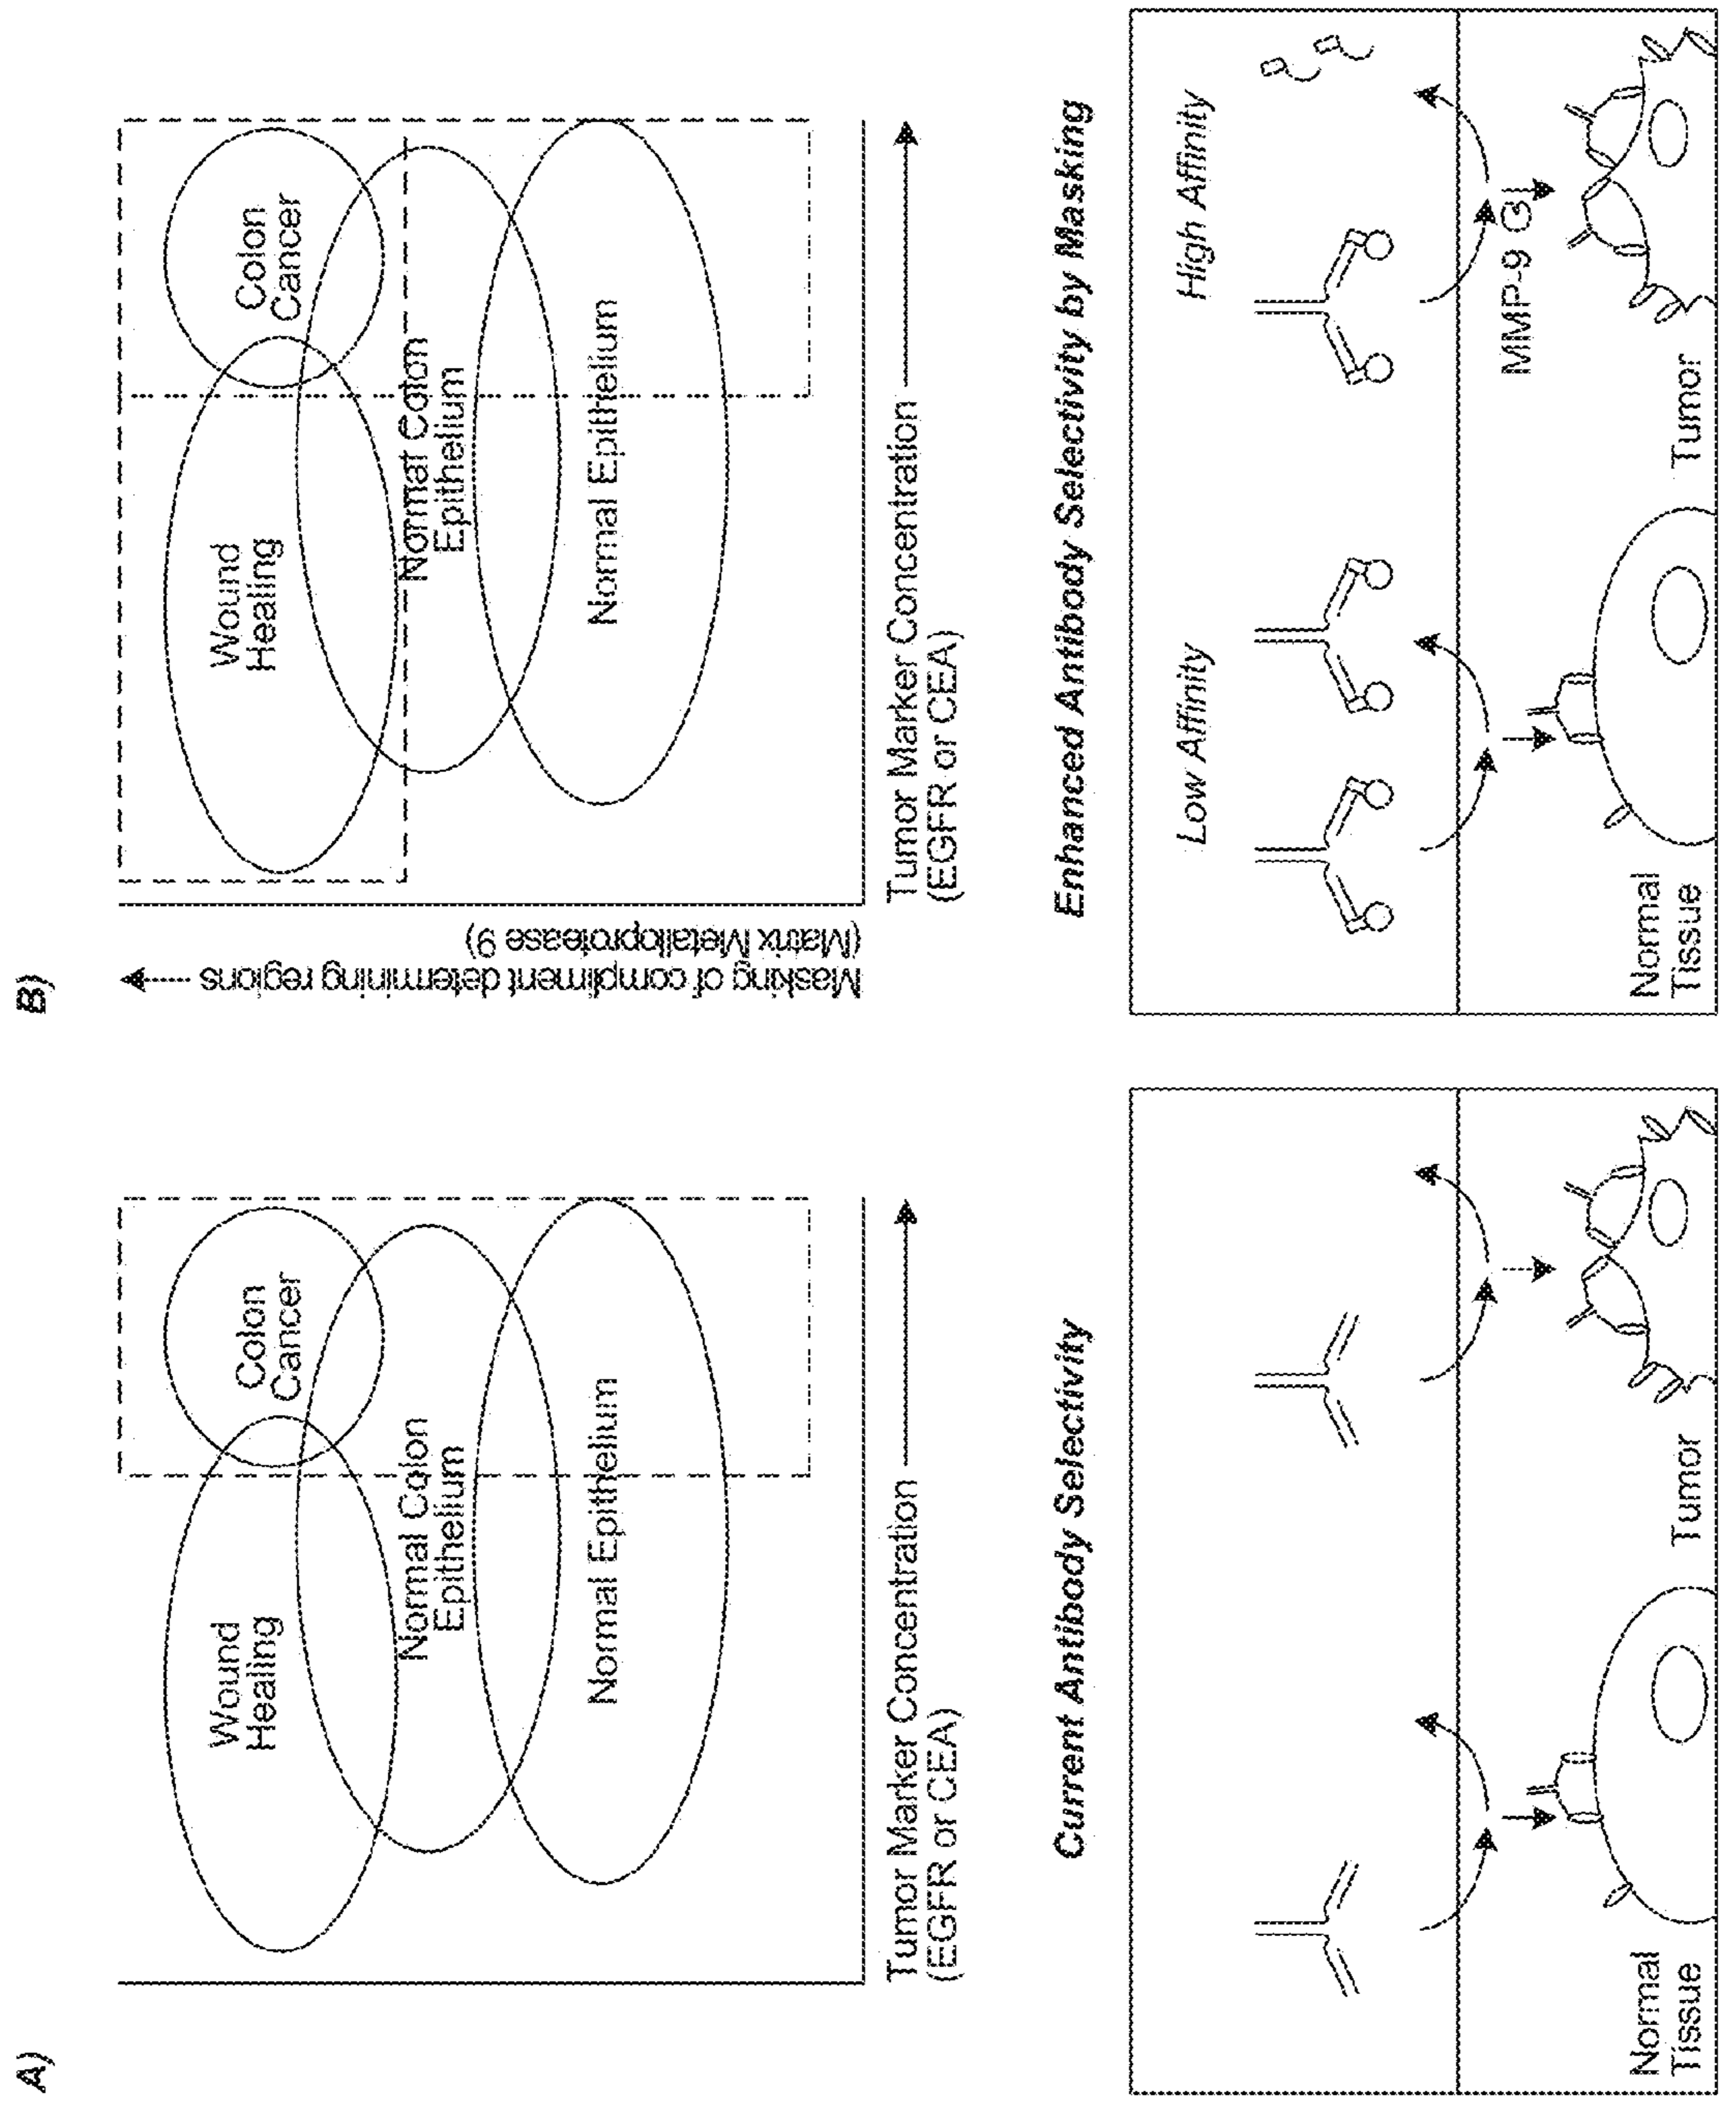 A)
Wound
Healing
Colon
Cancer
Normal Colon
Epithelium
Normal Epithelium
Tumor Marker Concentration
(EGFR or CEA)
Current Antibody Selectivity
Normal
Tissue
Tumor
B)
Masking of compliment determining regions
(Matrix Metalloprotease 9)
Wound
Healing
Colon
Cancer
Normal Colon
Epithelium
Normal Epithelium
Tumor Marker Concentration
(EGFR or CEA)
Enhanced Antibody Selectivity by Masking
Low Affinity
High Affinity
MMP-9
Normal
Tissue
Tumor